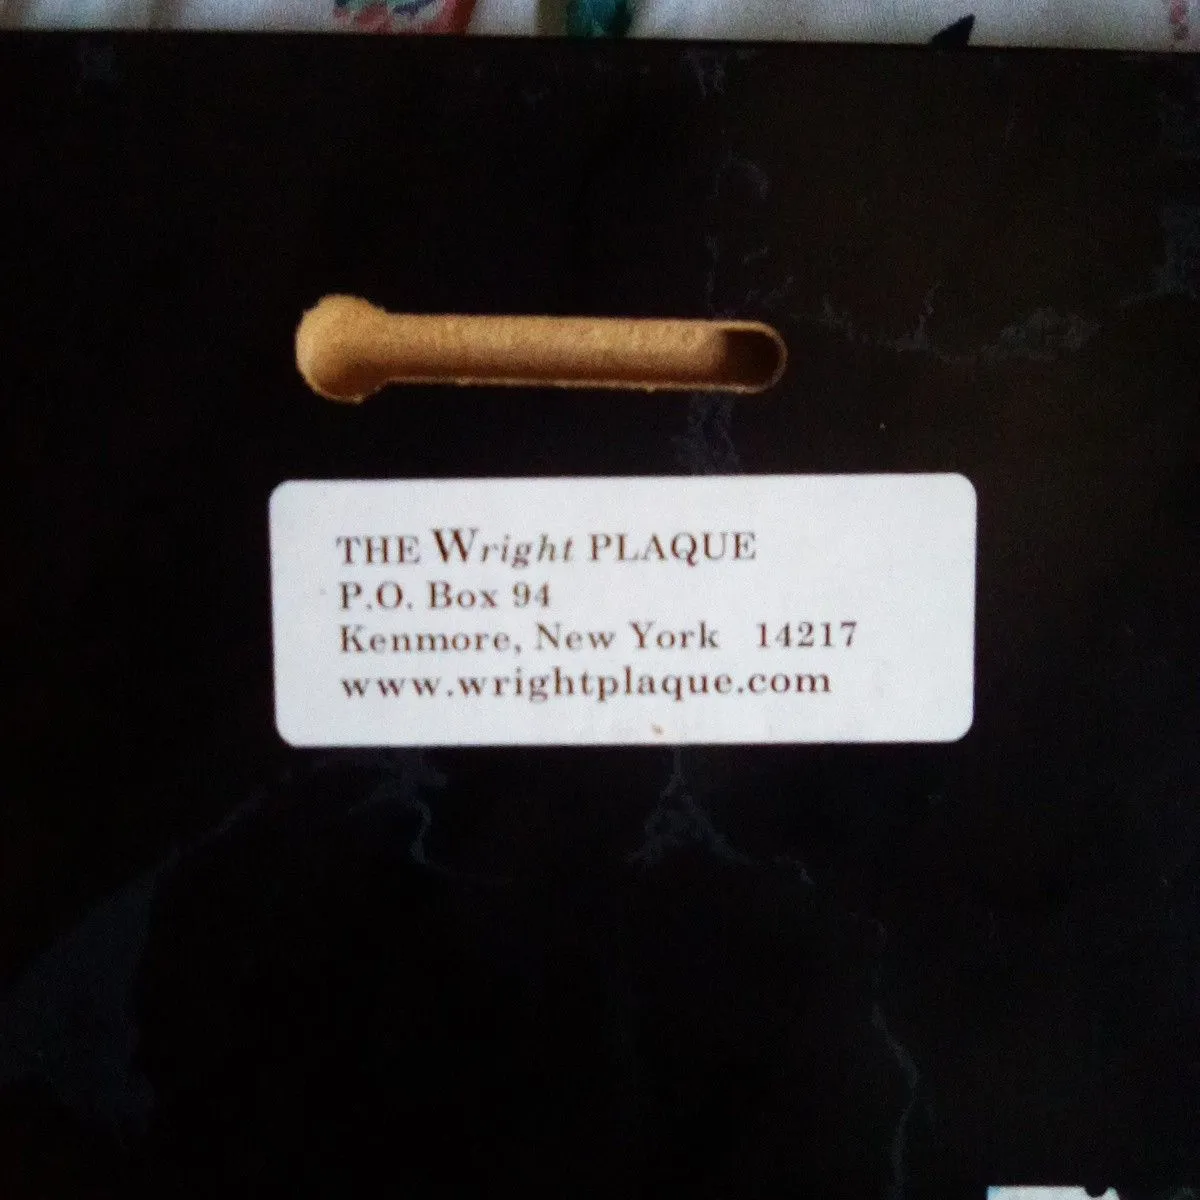 THE Wright PLAQUE
P.O. Box 94
Kenmore, New York 14217
www.wrightplaque.com